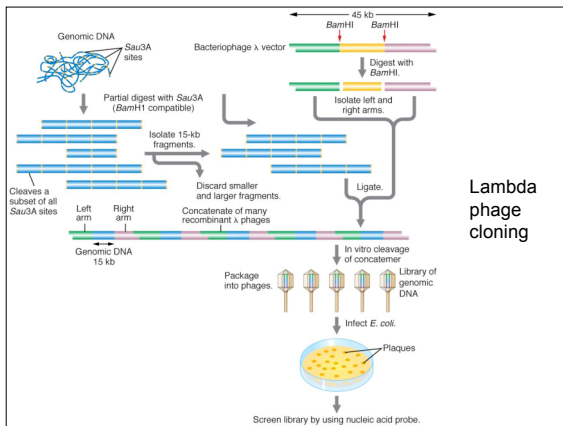 45 kb
BamHI
BamHI
Genomic DNA
Sau3A
sites
Bacteriophage λ vector
Digest with
BamHI.
Isolate left and
right arms.
Partial digest with Sau3A
(BamH1 compatible)
Isolate 15-kb
fragments.
Discard smaller
and larger fragments.
Cleaves a
subset of all
Sau3A sites
Ligate.
Left
arm
Right
arm
Concatenate of many
recombinant λ phages
Genomic DNA
15 kb
In vitro cleavage
of concatemer
Package
into phages.
Library of
genomic
DNA
Infect E. coli.
Plaques
Screen library by using nucleic acid probe.
Lambda
phage
cloning